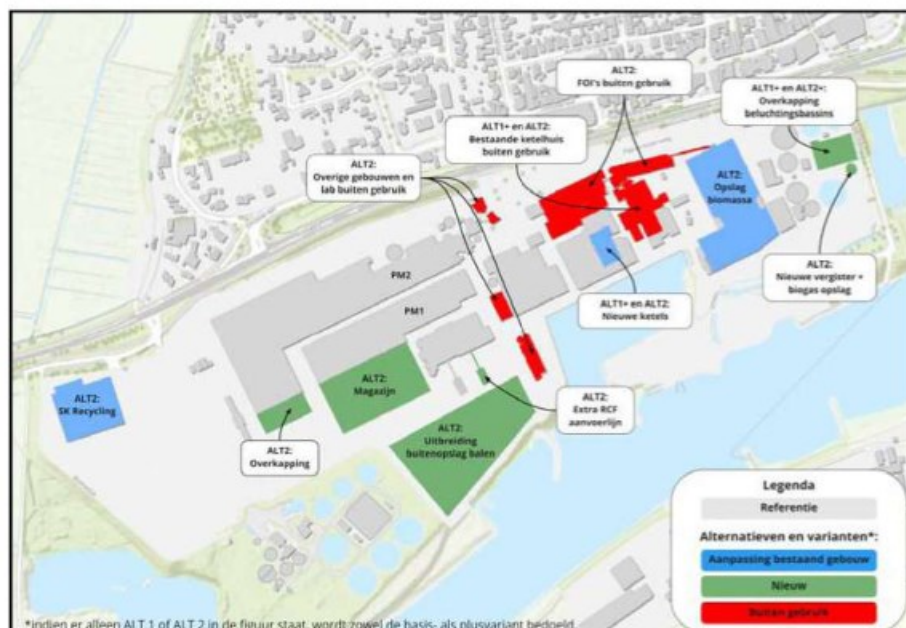 ALT2:
FOI's buiten gebruik
ALT1+ en ALT2+:
Overkapping
beluchtingsbassins
ALT1+ en ALT2:
Bestaande ketelhuis
buiten gebruik
ALT2:
Overige gebouwen en
lab buiten gebruik
ALT2:
Opslag
biomassa
PM2
ALT2:
Nieuwe vergister +
biogas opslag
PM1
ALT1+ en ALT2:
Nieuwe ketels
ALT2:
Magazijn
ALT2:
SK Recycling
ALT2:
Extra RCF
aanvoerlijn
ALT2:
Uitbreiding
buitenopslag balen
ALT2:
Overkapping
Legenda
Referentie
Alternatieven en varianten*:
Aanpassing bestaand gebouw
Nieuw
Buiten gebruik
*indien er alleen ALT 1 of ALT 2 in de figuur staat, wordt zowel de basis- als plusvariant bedoeld